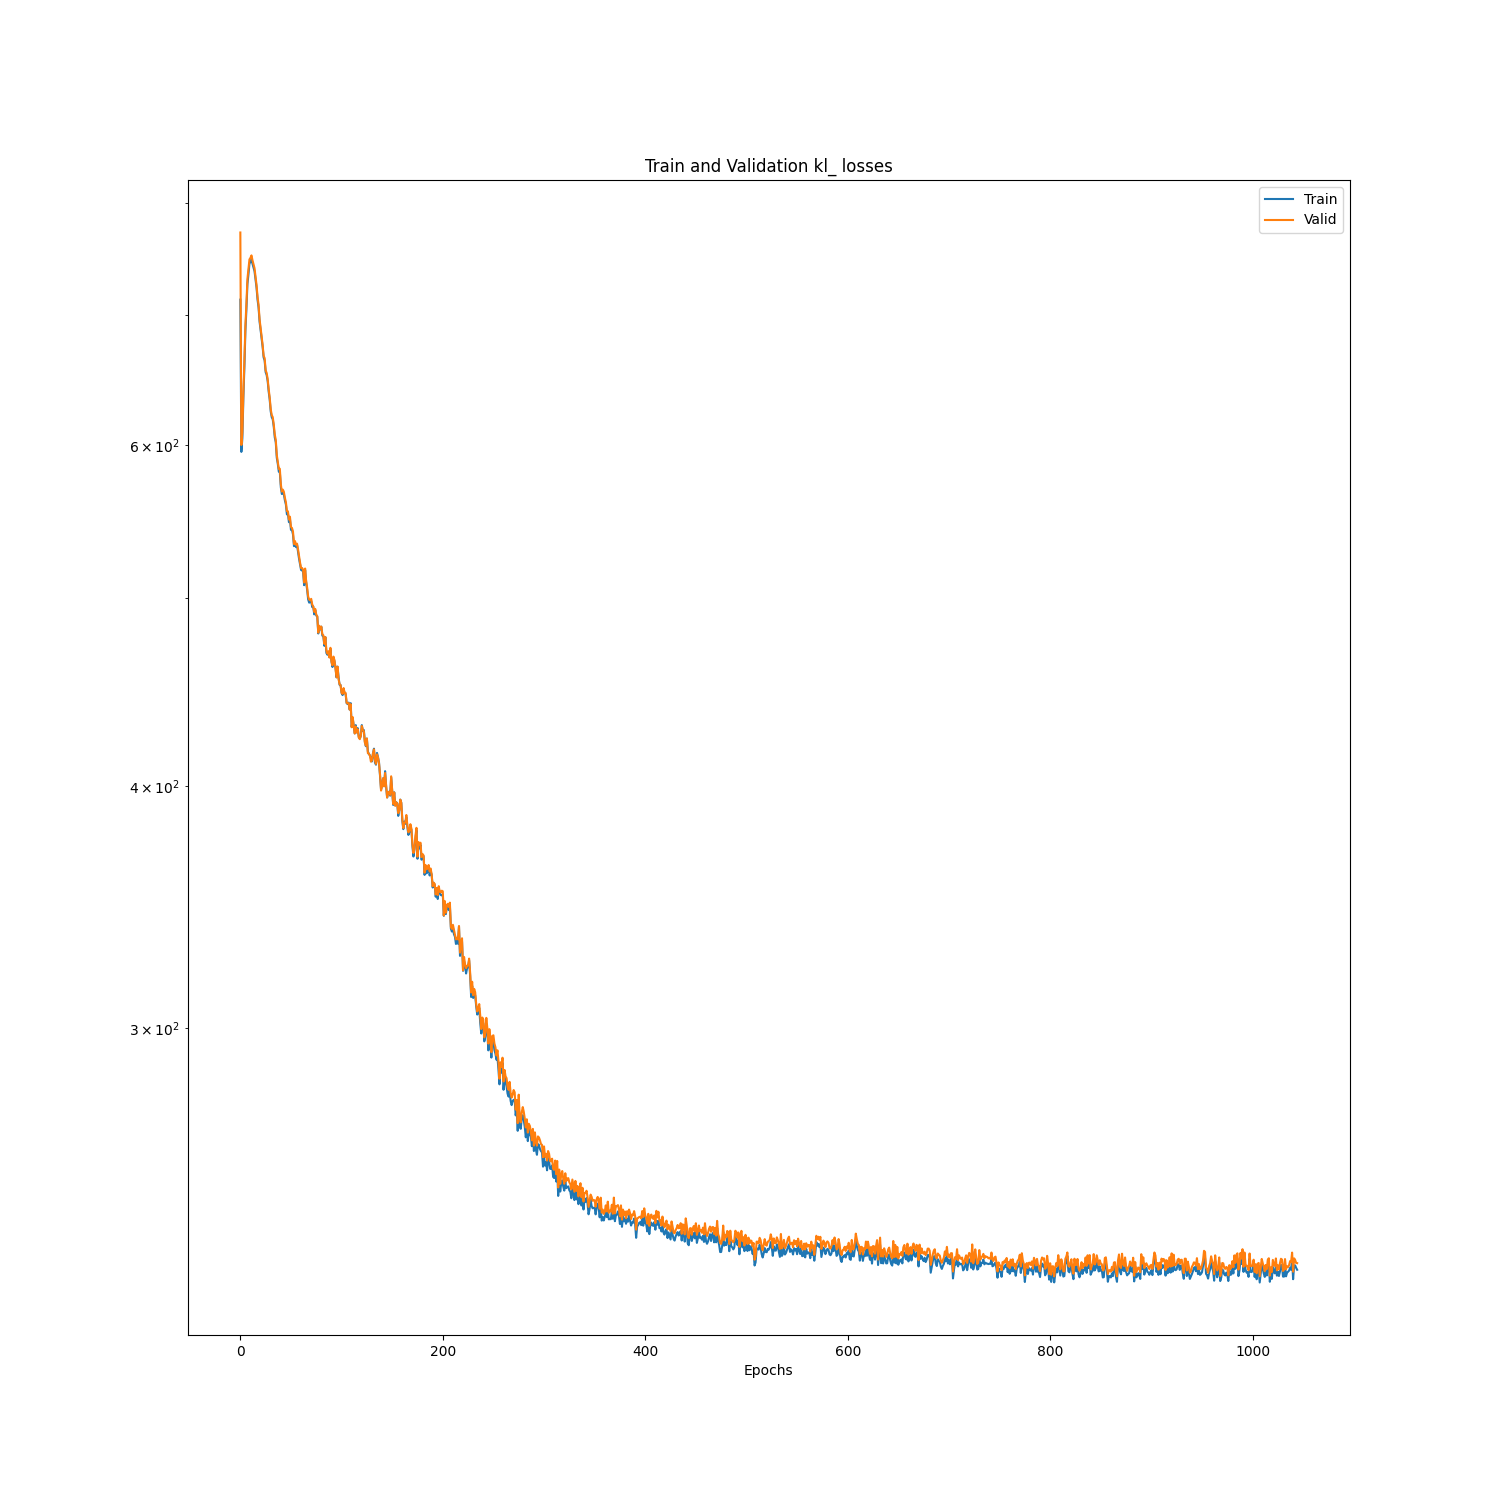 Train and Validation kl_ losses
Train
Valid
6 × 10²
4 × 10²
3 × 10²
0 200 400 600 800 1000
Epochs